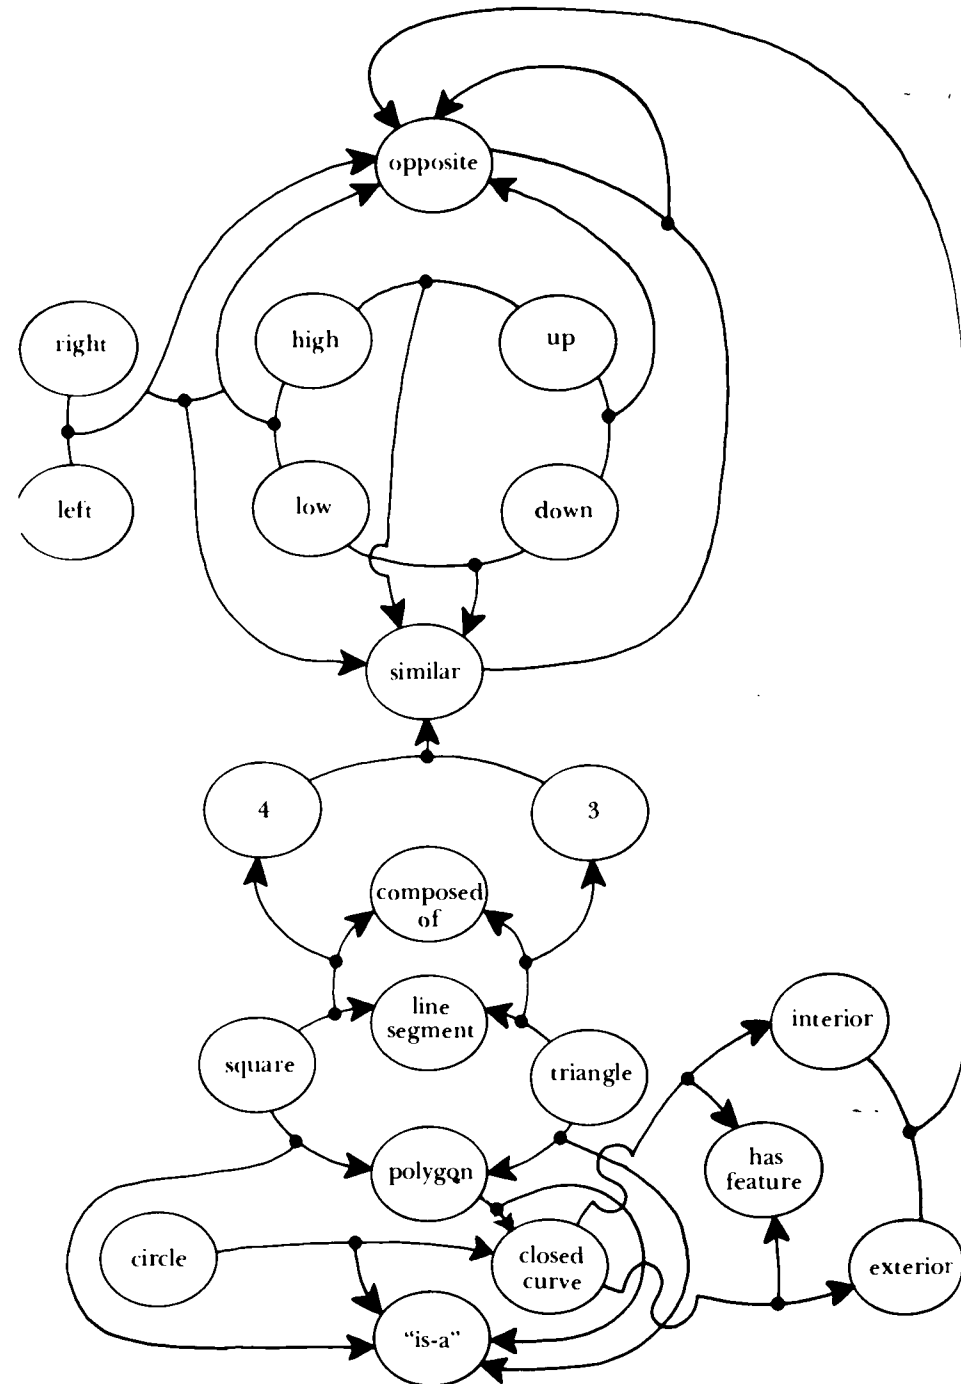 opposite
right
high
up
left
low
down
similar
4
3
composed
of
line
segment
interior
square
triangle
has
feature
polygon
circle
closed
curve
exterior
“is-a”